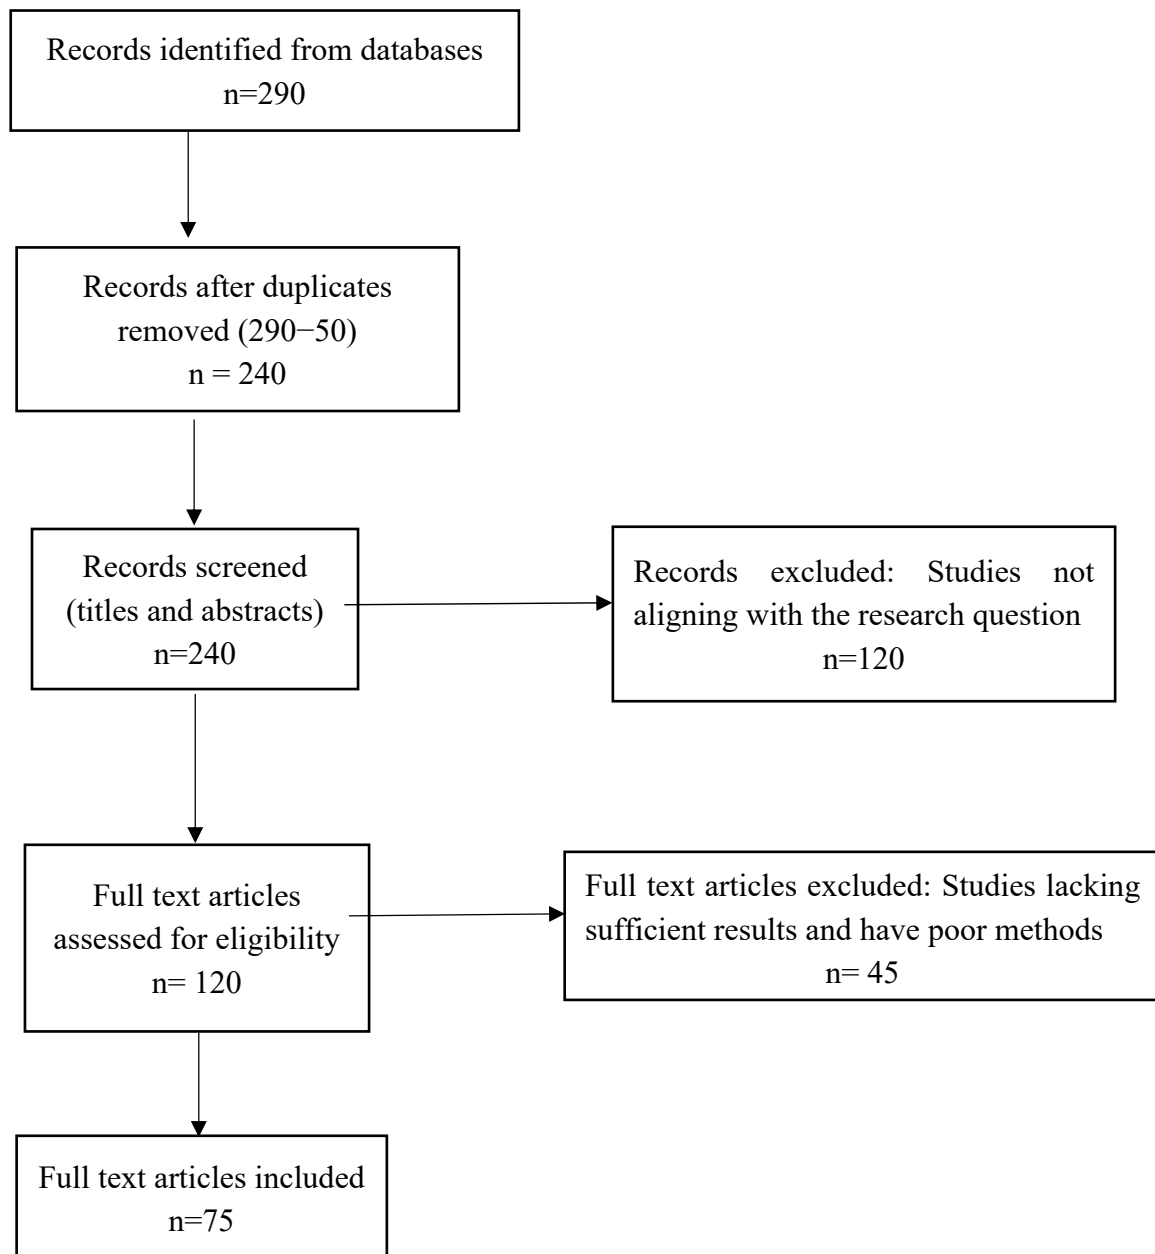 Records identified from databases
n=290
Records after duplicates
removed (290−50)
n = 240
Records screened
(titles and abstracts)
n=240
Records excluded: Studies not
aligning with the research question
n=120
Full text articles
assessed for eligibility
n= 120
Full text articles excluded: Studies lacking
sufficient results and have poor methods
n= 45
Full text articles included
n=75